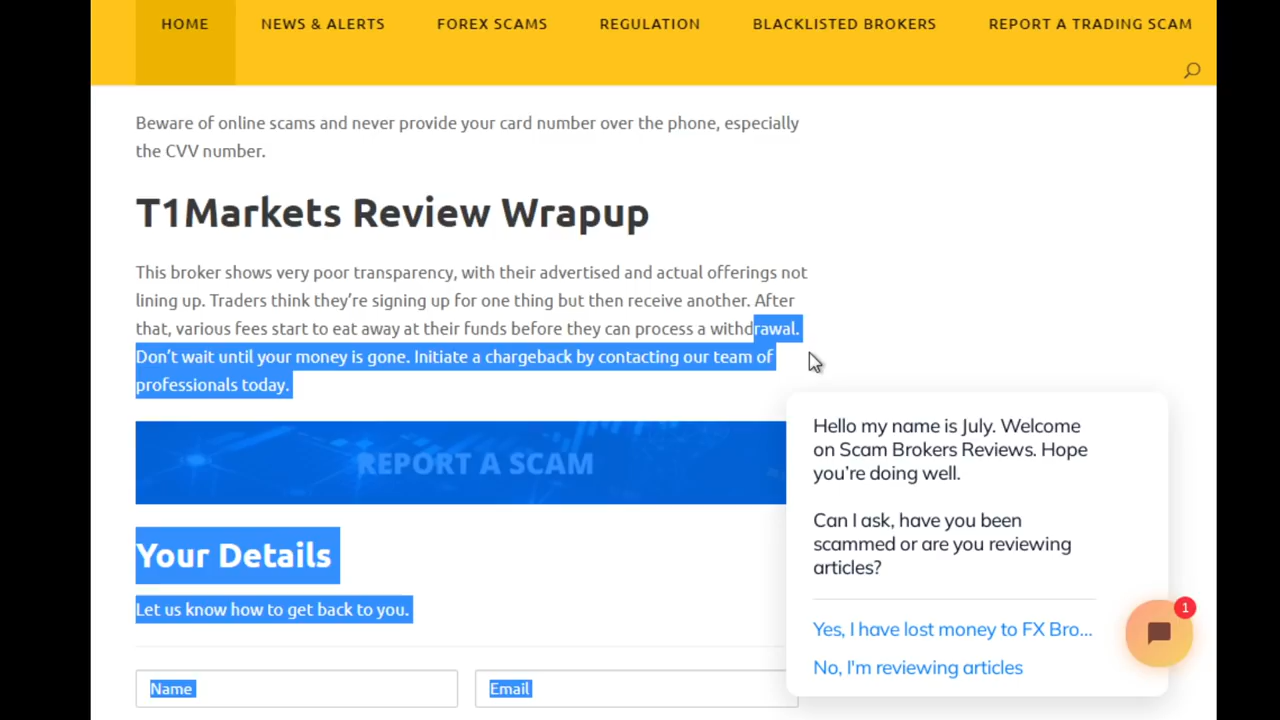 HOME NEWS & ALERTS FOREX SCAMS REGULATION BLACKLISTED BROKERS REPORT A TRADING SCAM
Beware of online scams and never provide your card number over the phone, especially
the CVV number.
T1Markets Review Wrapup
This broker shows very poor transparency, with their advertised and actual offerings not
lining up. Traders think they’re signing up for one thing but then receive another. After
that, various fees start to eat away at their funds before they can process a withdrawal.
Don’t wait until your money is gone. Initiate a chargeback by contacting our team of
professionals today.
REPORT A SCAM
Your Details
Let us know how to get back to you.
Name Email
Hello my name is July. Welcome
on Scam Brokers Reviews. Hope
you’re doing well.
Can I ask, have you been
scammed or are you reviewing
articles?
Yes, I have lost money to FX Bro...
No, I'm reviewing articles
1